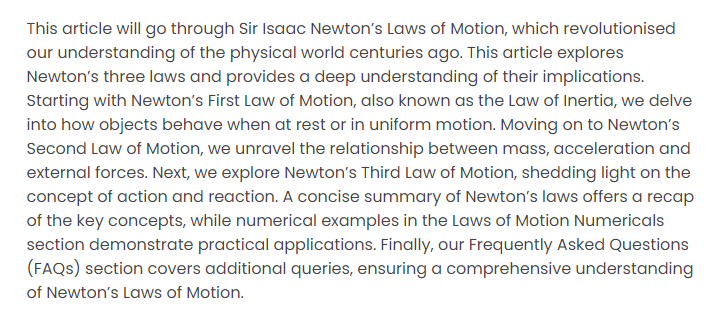 This article will go through Sir Isaac Newton’s Laws of Motion, which revolutionised
our understanding of the physical world centuries ago. This article explores
Newton’s three laws and provides a deep understanding of their implications.
Starting with Newton’s First Law of Motion, also known as the Law of Inertia, we delve
into how objects behave when at rest or in uniform motion. Moving on to Newton’s
Second Law of Motion, we unravel the relationship between mass, acceleration and
external forces. Next, we explore Newton’s Third Law of Motion, shedding light on the
concept of action and reaction. A concise summary of Newton’s laws offers a recap
of the key concepts, while numerical examples in the Laws of Motion Numericals
section demonstrate practical applications. Finally, our Frequently Asked Questions
(FAQs) section covers additional queries, ensuring a comprehensive understanding
of Newton’s Laws of Motion.